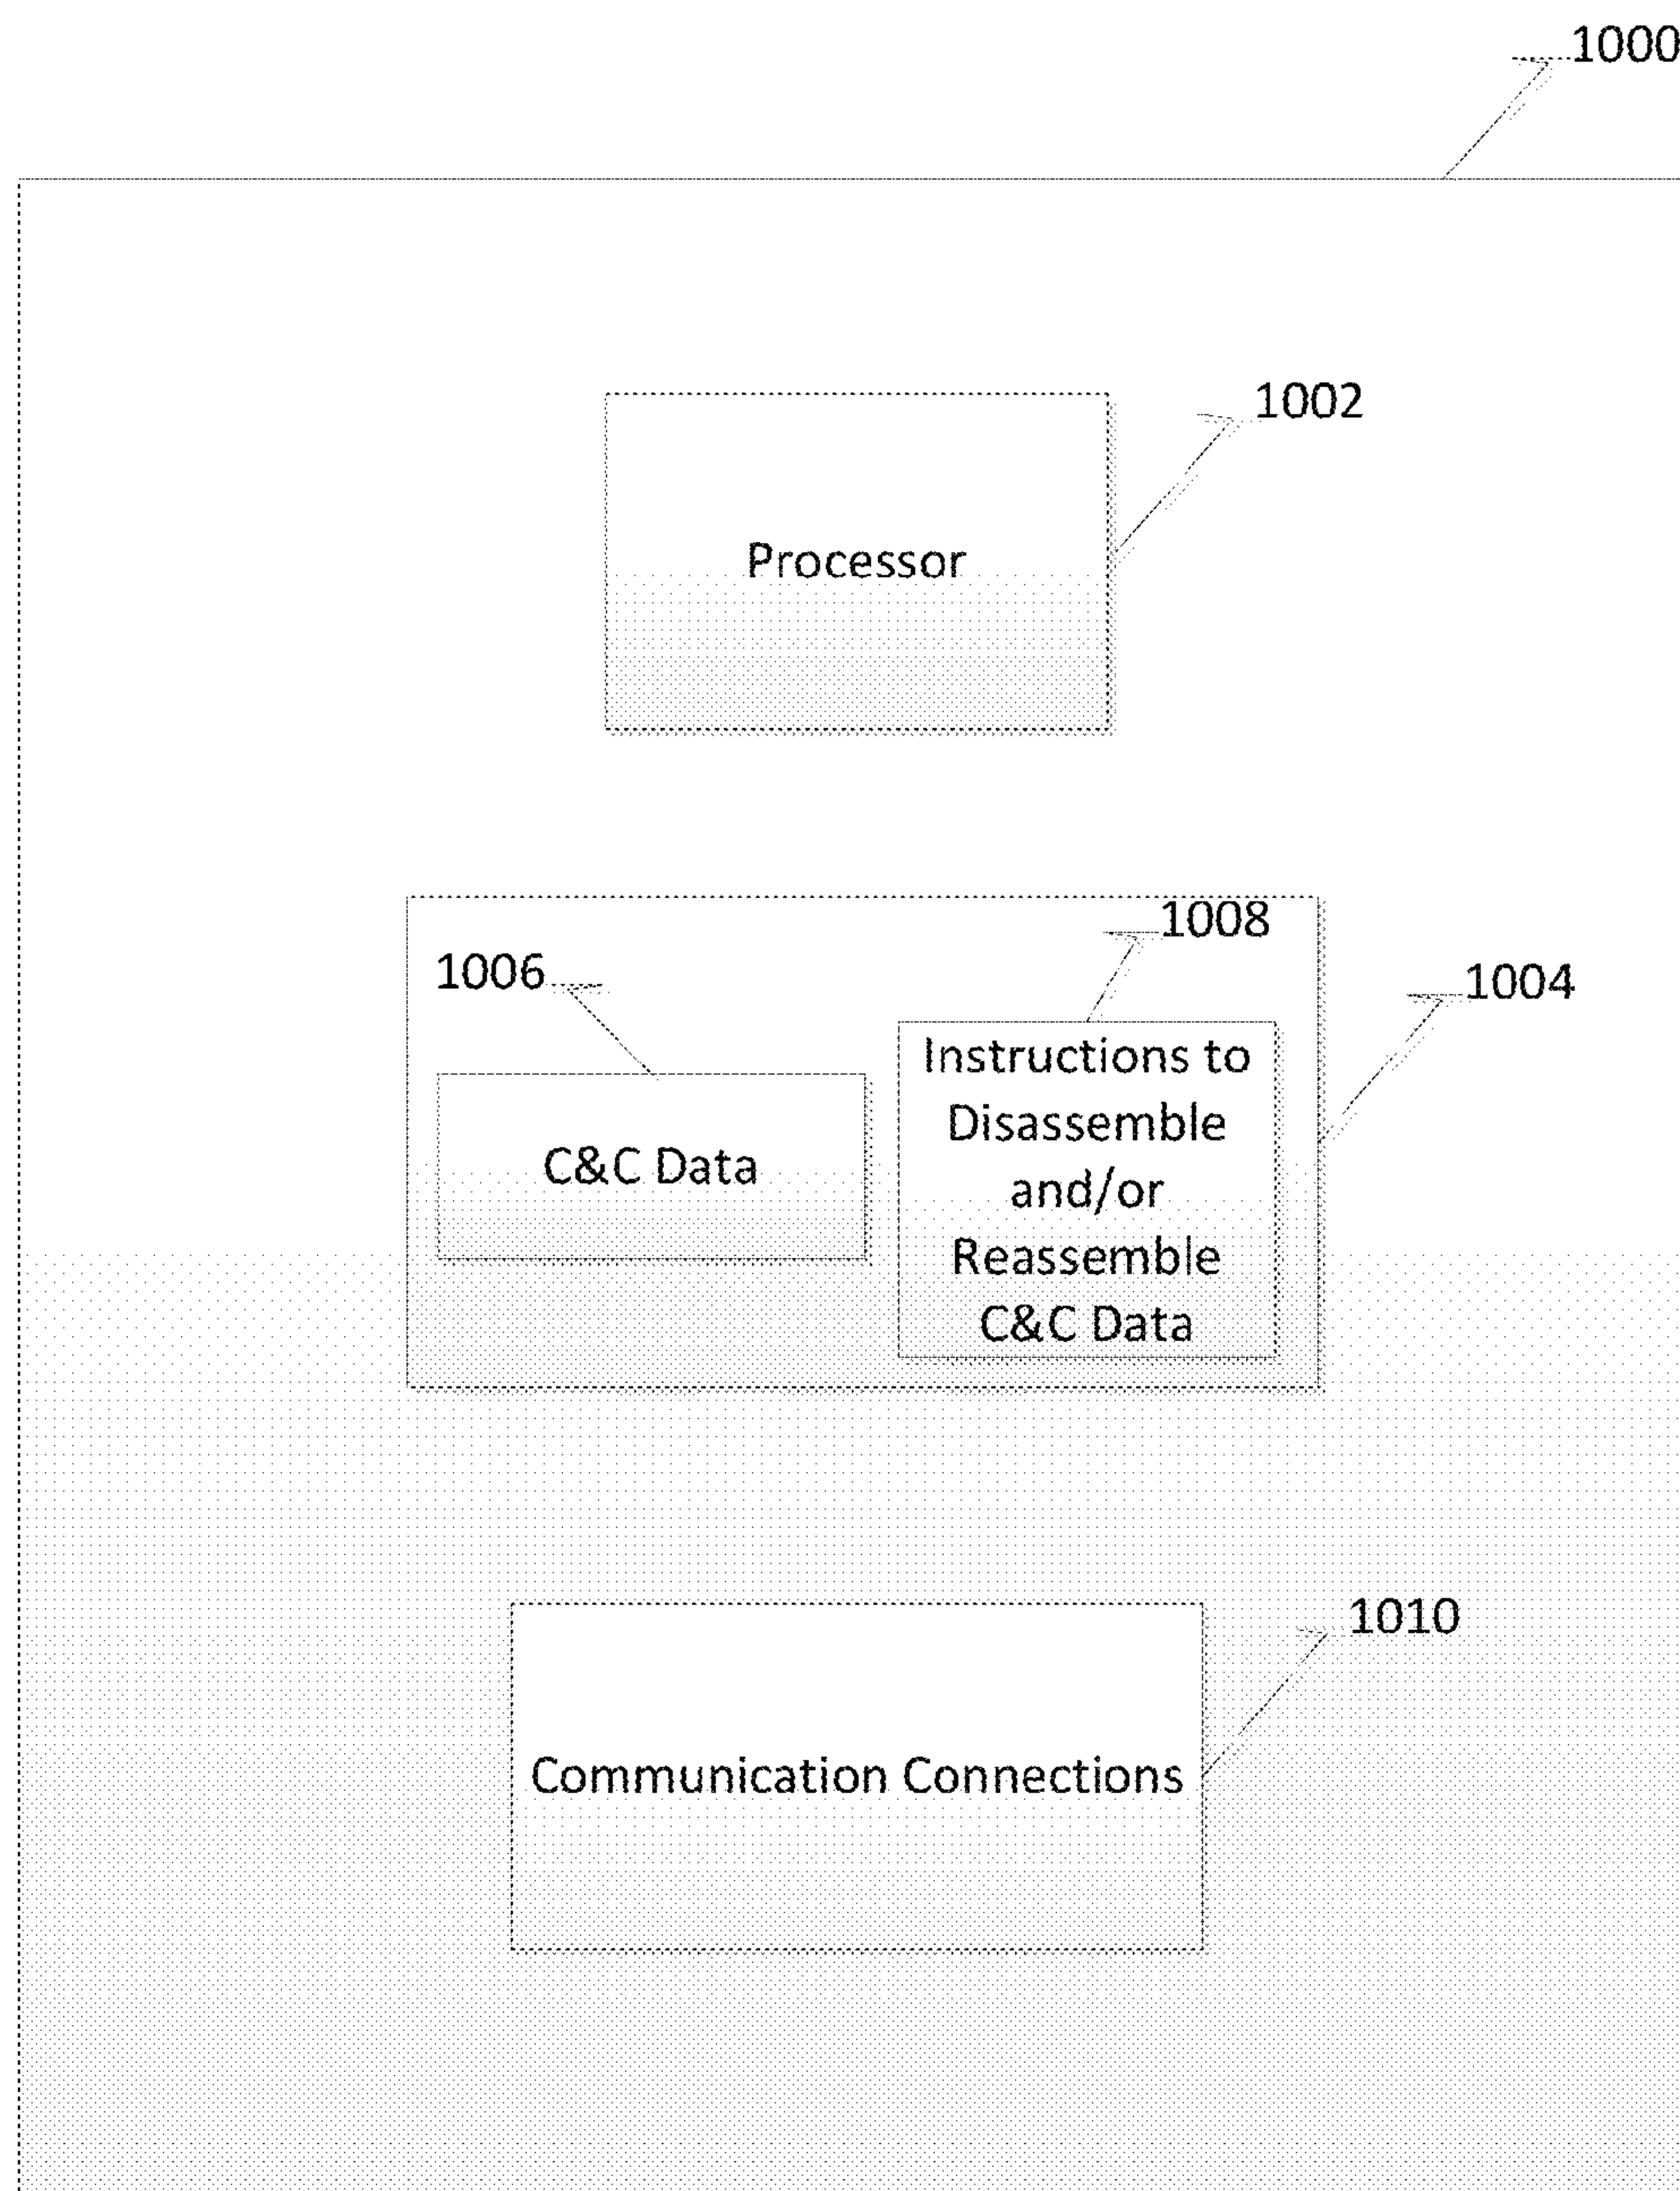 1000
1002
Processor
1008
1006
1004
Instructions to
Disassemble
and/or
Reassemble
C&C Data
C&C Data
1010
Communication Connections